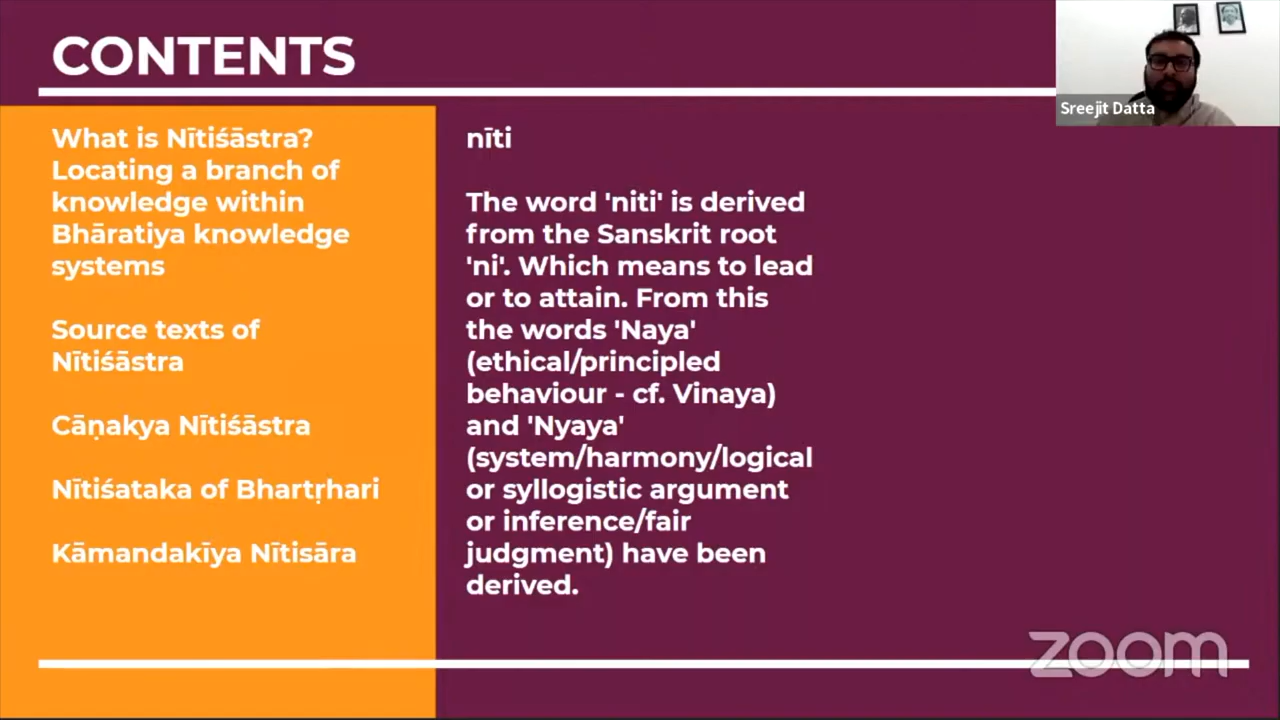 CONTENTS
What is Nītiśāstra?
Locating a branch of
knowledge within
Bhāratiya knowledge
systems
Source texts of
Nītiśāstra
Cāṇakya Nītiśāstra
Nītiśataka of Bhartṛhari
Kāmandakīya Nītisāra
nīti
The word 'niti' is derived
from the Sanskrit root
'ni'. Which means to lead
or to attain. From this
the words 'Naya'
(ethical/principled
behaviour - cf. Vinaya)
and 'Nyaya'
(system/harmony/logical
or syllogistic argument
or inference/fair
judgment) have been
derived.
Sreejit Datta
zoom